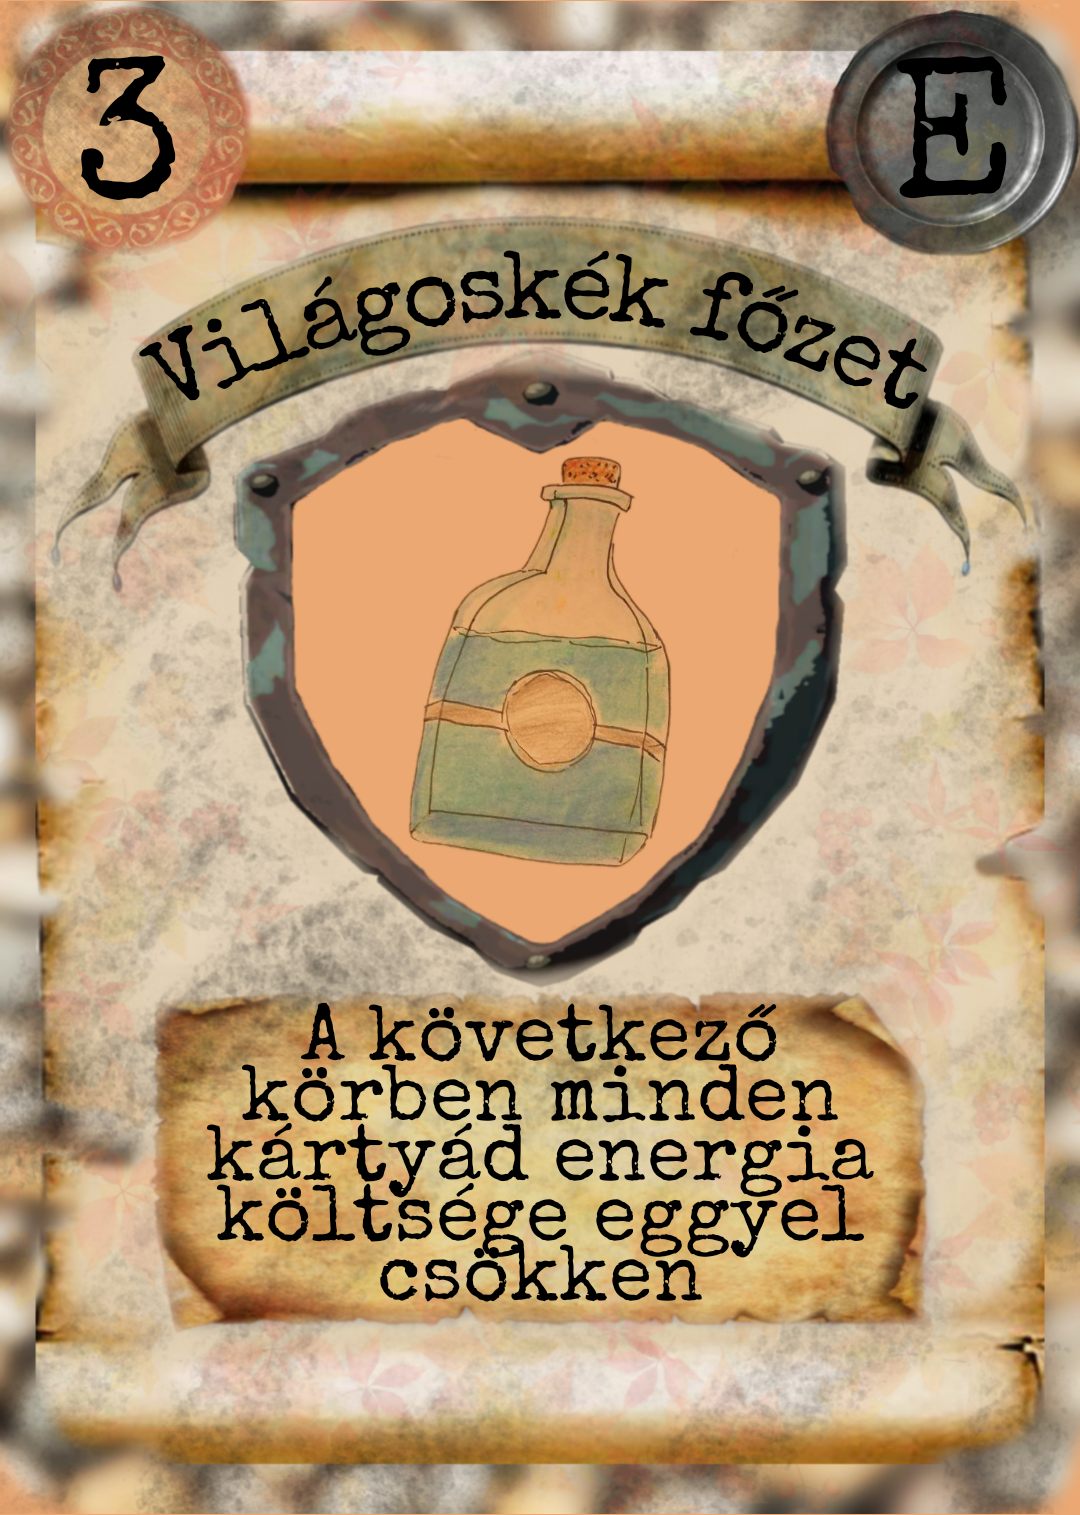 3
E
Világoskék főzet
A következő
körben minden
kártyád energia
költsége eggyel
csökken